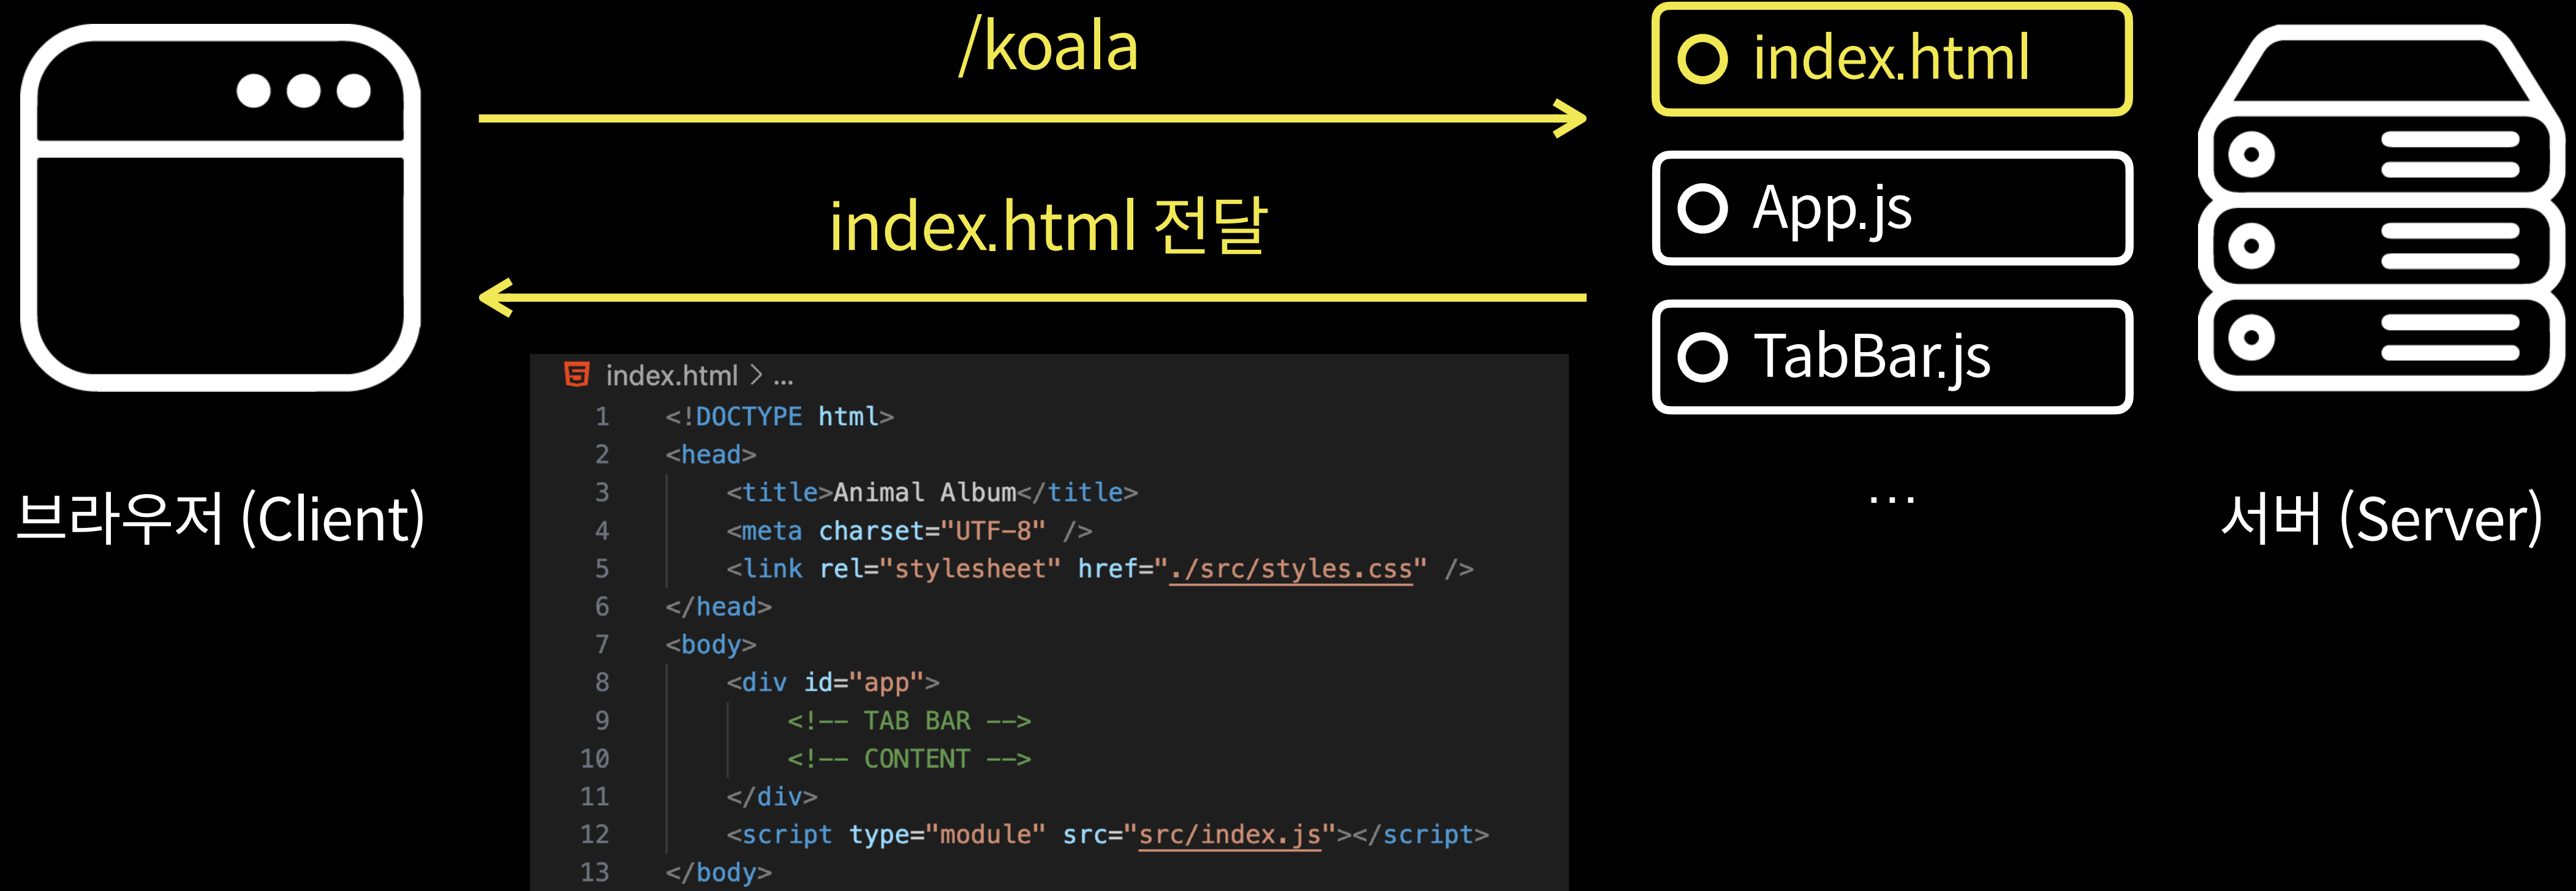 /koala
index.html 전달
index.html
App.js
TabBar.js
...
브라우저 (Client)
서버 (Server)
index.html > ...
1 <!DOCTYPE html>
2 <head>
3 <title>Animal Album</title>
4 <meta charset="UTF-8" />
5 <link rel="stylesheet" href="./src/styles.css" />
6 </head>
7 <body>
8 <div id="app">
9 <!-- TAB BAR -->
10 <!-- CONTENT -->
11 </div>
12 <script type="module" src="src/index.js"></script>
13 </body>